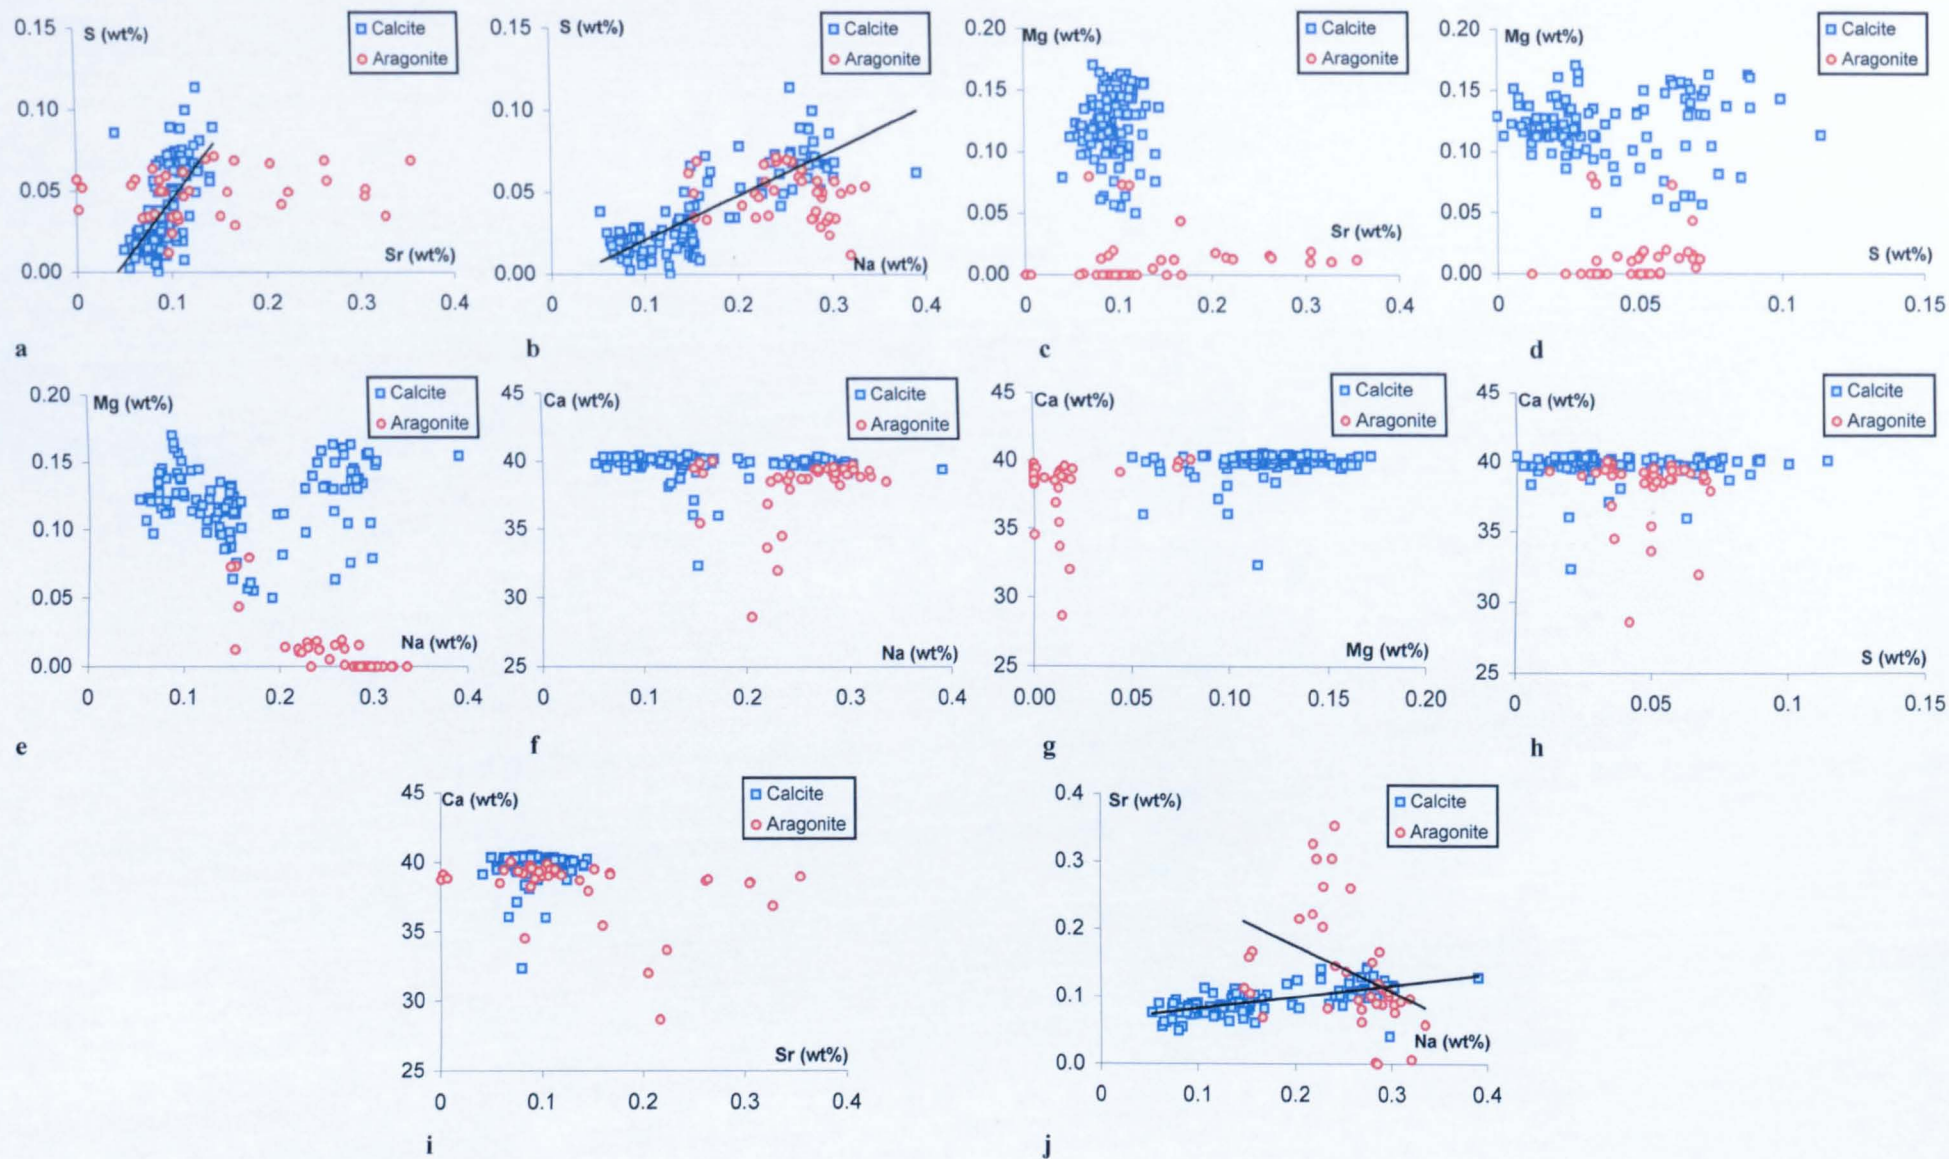 0.15 S (wt%) Calcite Aragonite
0.10
0.05
0.00 Sr (wt%)
0 0.1 0.2 0.3 0.4
a
0.15 S (wt%) Calcite Aragonite
0.10
0.05
0.00 Na (wt%)
0 0.1 0.2 0.3 0.4
b
0.20 Mg (wt%) Calcite Aragonite
0.15
0.10
0.05 Sr (wt%)
0.00
0 0.1 0.2 0.3 0.4
c
0.20 Mg (wt%) Calcite Aragonite
0.15
0.10
0.05
0.00 S (wt%)
0 0.05 0.1 0.15
d
0.20 Mg (wt%) Calcite Aragonite
0.15
0.10
0.05 Na (wt%)
0.00
0 0.1 0.2 0.3 0.4
e
45 Ca (wt%) Calcite Aragonite
40
35
30
25 Na (wt%)
0 0.1 0.2 0.3 0.4
f
45 Ca (wt%) Calcite Aragonite
40
35
30
25 Mg (wt%)
0.00 0.05 0.10 0.15 0.20
g
45 Ca (wt%) Calcite Aragonite
40
35
30
25 S (wt%)
0 0.05 0.1 0.15
h
45 Ca (wt%) Calcite Aragonite
40
35
30
25 Sr (wt%)
0 0.1 0.2 0.3 0.4
i
0.4 Sr (wt%) Calcite Aragonite
0.3
0.2
0.1
0.0 Na (wt%)
0 0.1 0.2 0.3 0.4
j